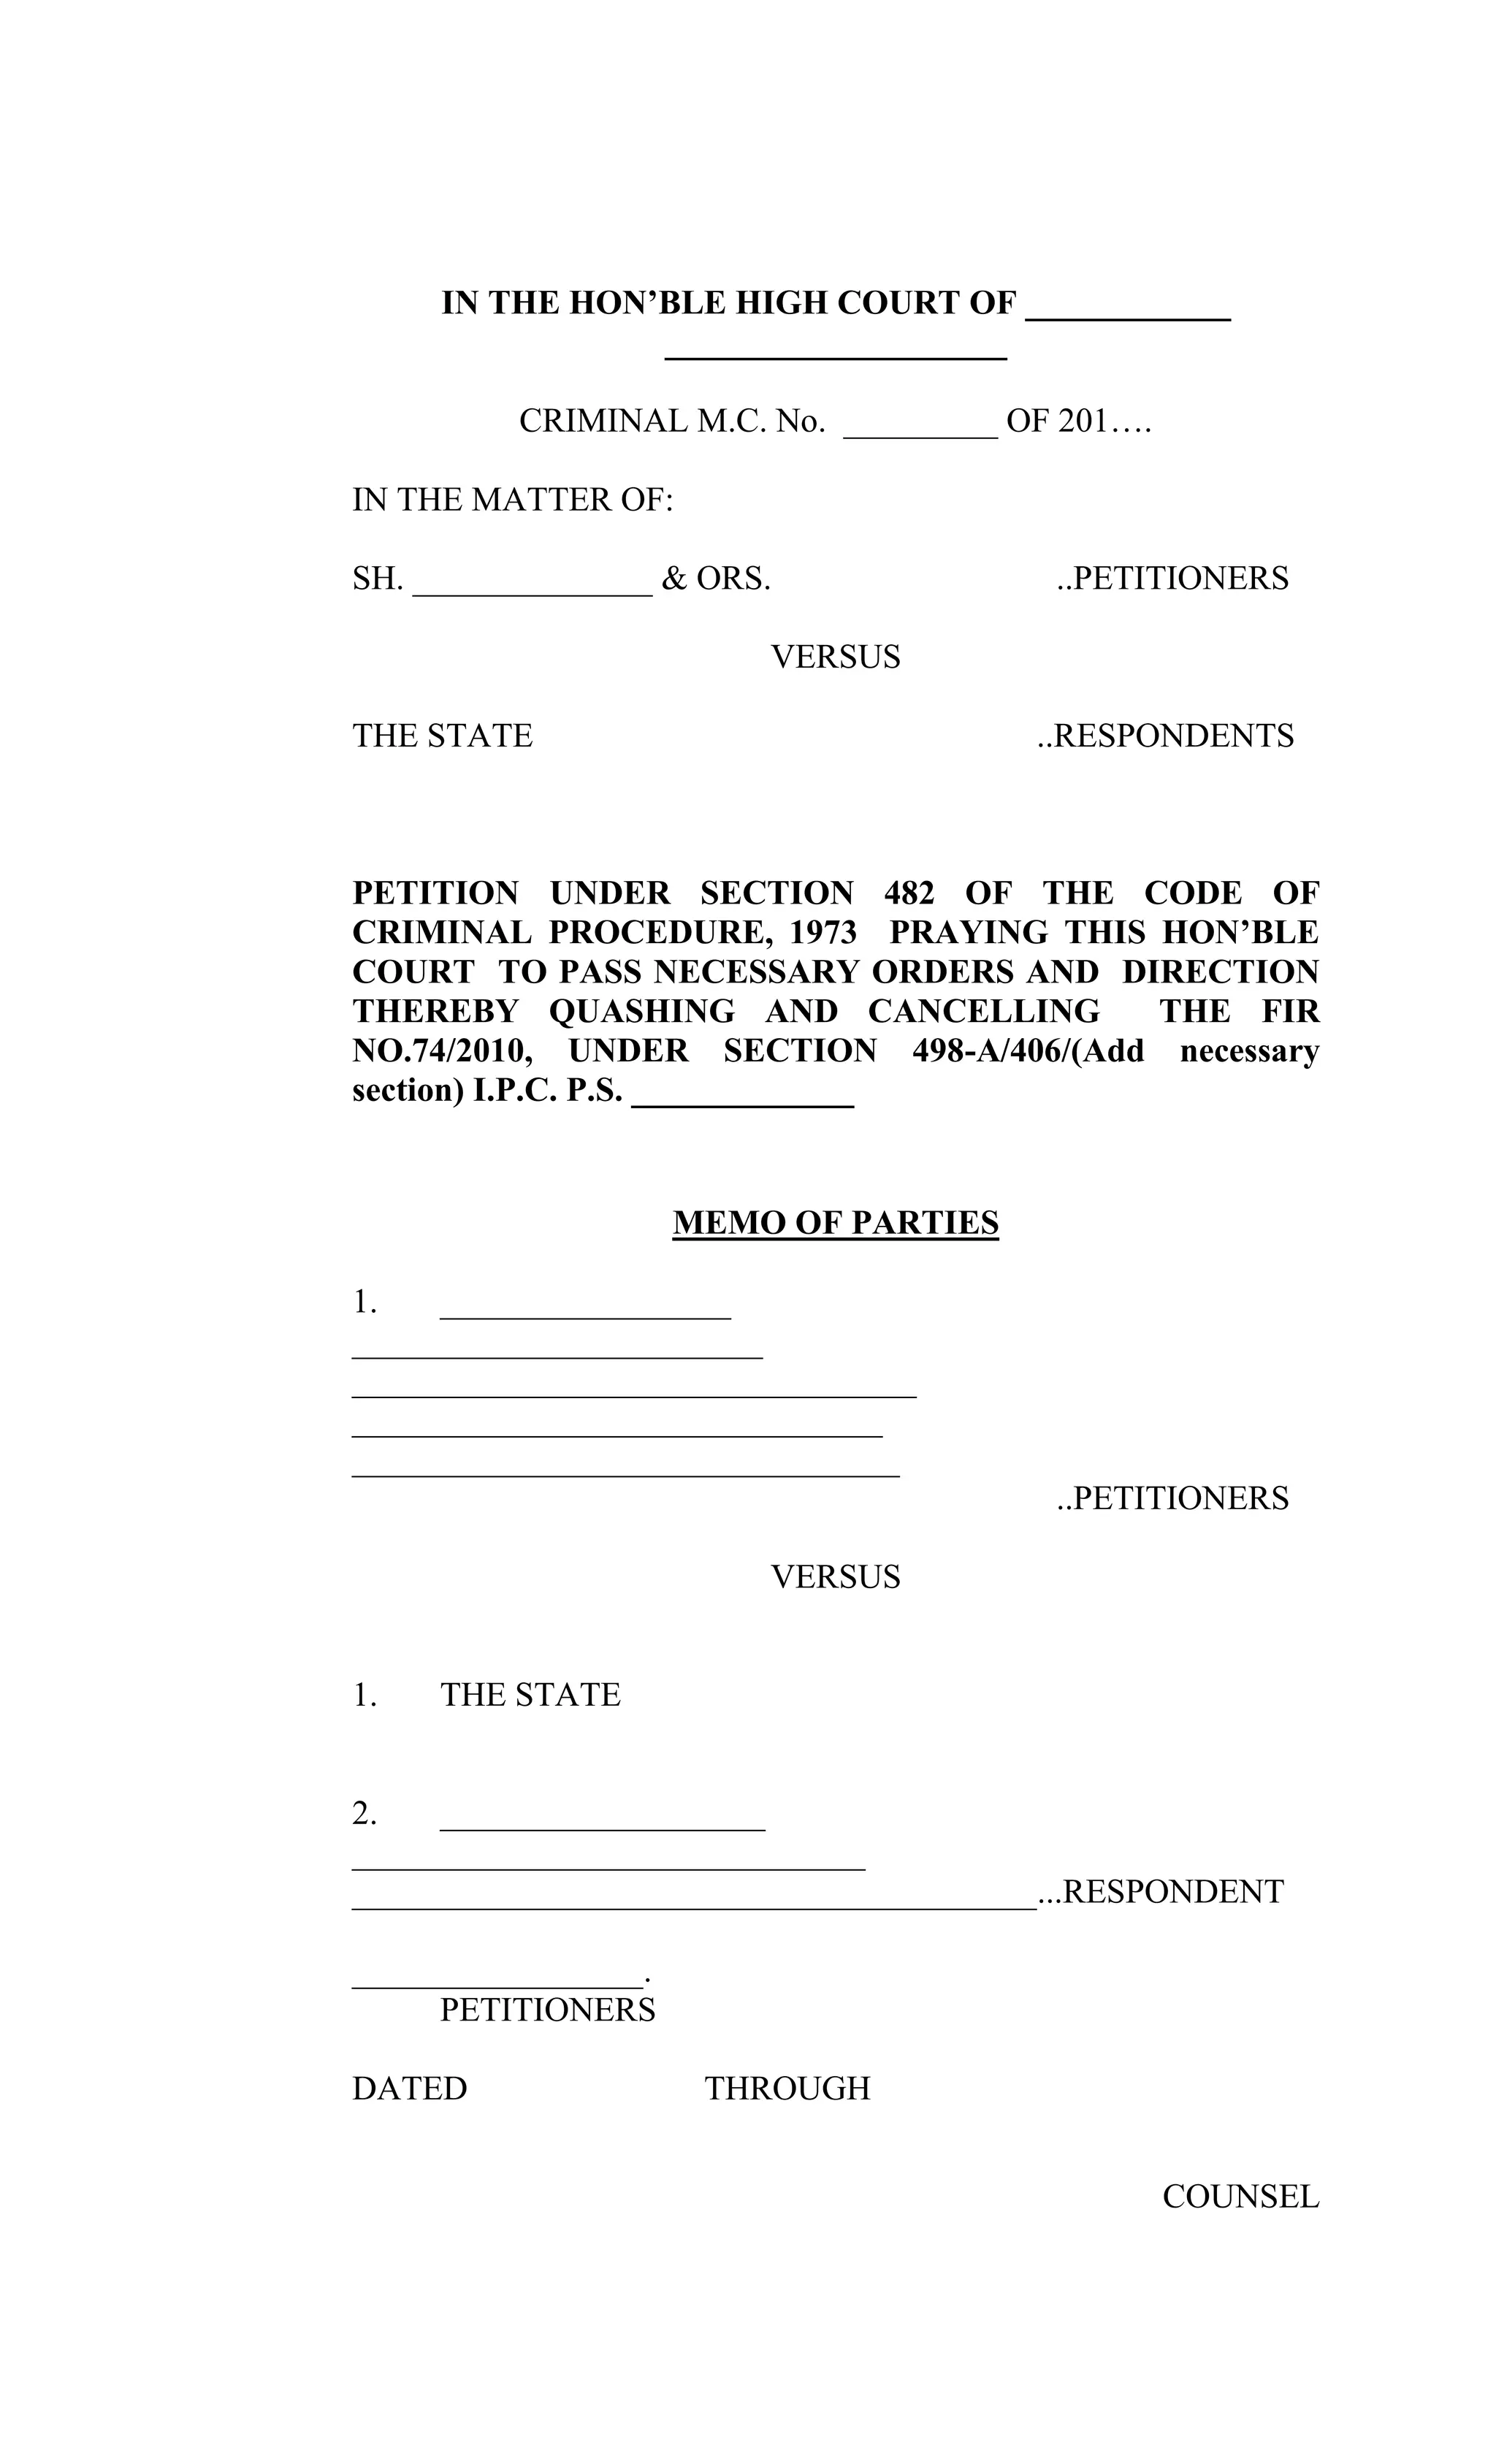 IN THE HON’BLE HIGH COURT OF ____________
____________________
CRIMINAL M.C. No. _________ OF 201….
IN THE MATTER OF:
SH. ______________ & ORS. ..PETITIONERS
VERSUS
THE STATE ..RESPONDENTS
PETITION UNDER SECTION 482 OF THE CODE OF
CRIMINAL PROCEDURE, 1973 PRAYING THIS HON’BLE
COURT TO PASS NECESSARY ORDERS AND DIRECTION
THEREBY QUASHING AND CANCELLING THE FIR
NO.74/2010, UNDER SECTION 498-A/406/(Add necessary
section) I.P.C. P.S. _____________
MEMO OF PARTIES
1. _________________
________________________
_________________________________
_______________________________
________________________________
..PETITIONERS
VERSUS
1. THE STATE
2. ___________________
______________________________
________________________________________...RESPONDENT
_________________.
PETITIONERS
DATED THROUGH
COUNSEL